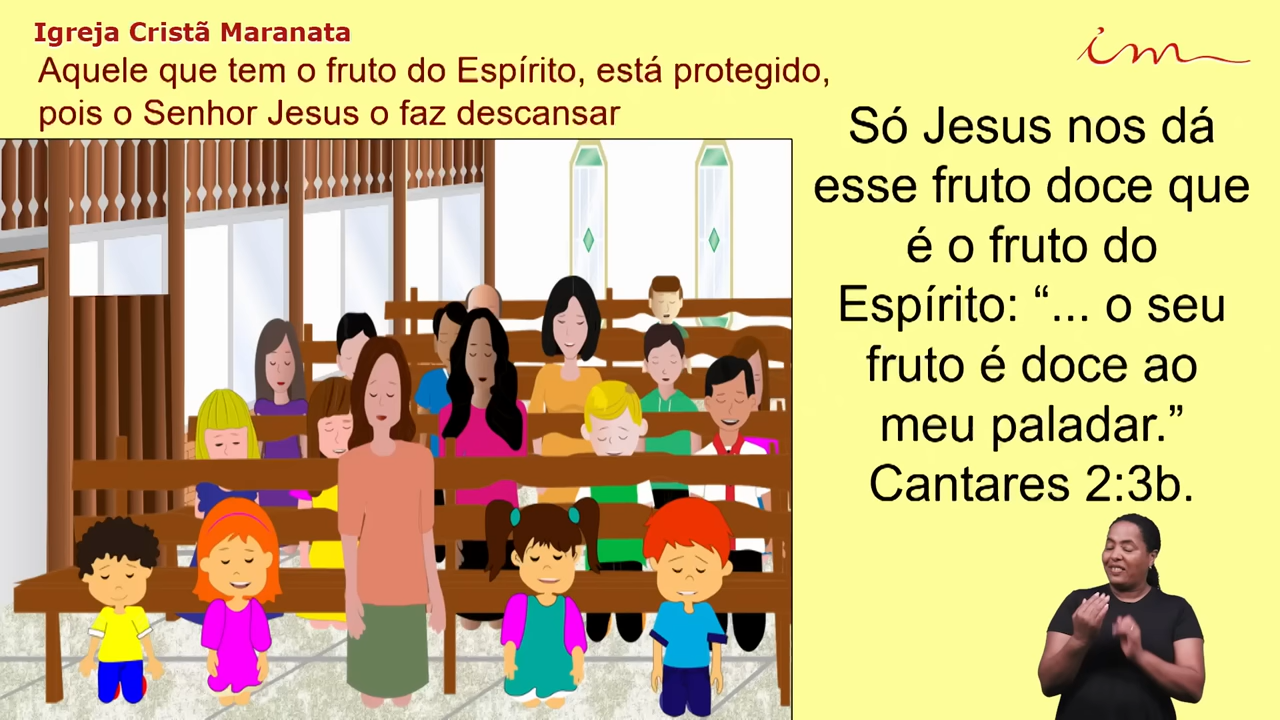 Igreja Cristã Maranata
Aquele que tem o fruto do Espírito, está protegido,
pois o Senhor Jesus o faz descansar
im
Só Jesus nos dá
esse fruto doce que
é o fruto do
Espírito: “... o seu
fruto é doce ao
meu paladar.”
Cantares 2:3b.